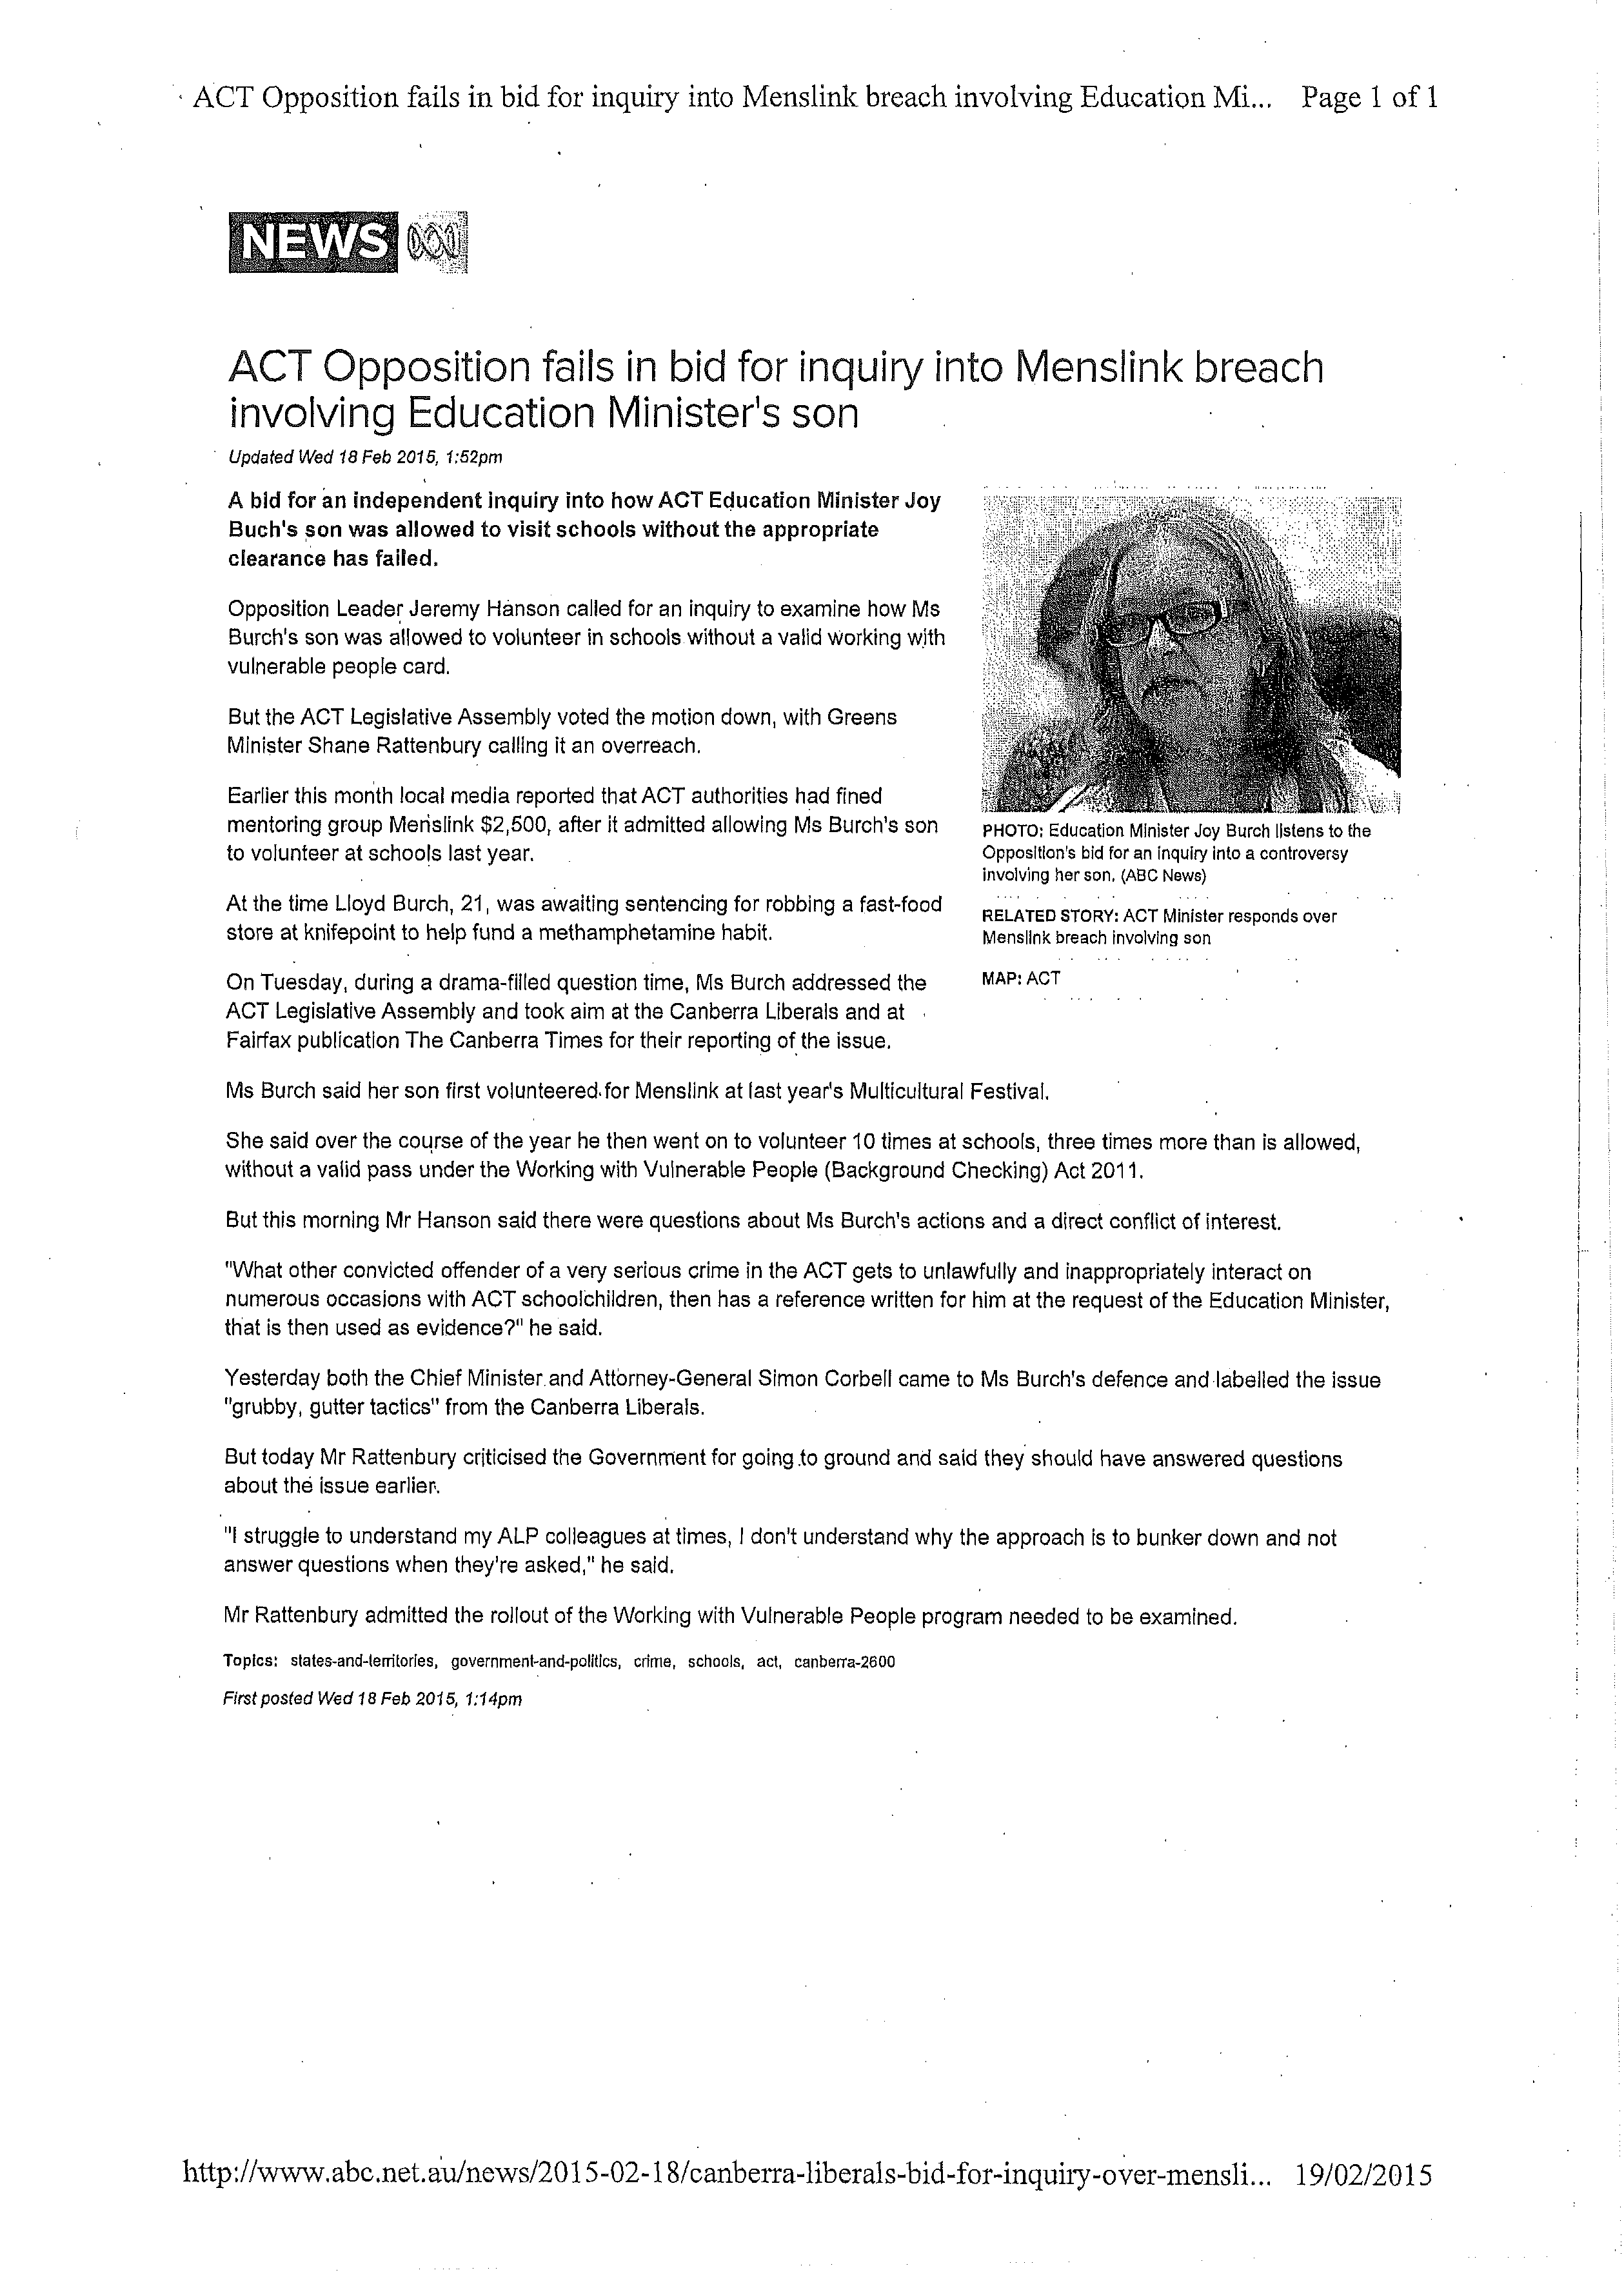 ACT Opposition fails in bid for inquiry into Menslink breach involving Education Mi... Page 1 of 1
NEWS
ACT Opposition fails in bid for inquiry into Menslink breach
involving Education Minister's son
Updated Wed 18 Feb 2015, 1:52pm
A bid for an independent inquiry into how ACT Education Minister Joy
Buch's son was allowed to visit schools without the appropriate
clearance has failed.
Opposition Leader Jeremy Hanson called for an inquiry to examine how Ms
Burch's son was allowed to volunteer in schools without a valid working with
vulnerable people card.
But the ACT Legislative Assembly voted the motion down, with Greens
Minister Shane Rattenbury calling it an overreach.
Earlier this month local media reported that ACT authorities had fined
mentoring group Menslink $2,500, after it admitted allowing Ms Burch's son
to volunteer at schools last year.
At the time Lloyd Burch, 21, was awaiting sentencing for robbing a fast-food
store at knifepoint to help fund a methamphetamine habit.
On Tuesday, during a drama-filled question time, Ms Burch addressed the
ACT Legislative Assembly and took aim at the Canberra Liberals and at
Fairfax publication The Canberra Times for their reporting of the issue.
PHOTO: Education Minister Joy Burch listens to the
Opposition's bid for an inquiry into a controversy
involving her son. (ABC News)
RELATED STORY: ACT Minister responds over
Menslink breach involving son
MAP: ACT
Ms Burch said her son first volunteered for Menslink at last year's Multicultural Festival.
She said over the course of the year he then went on to volunteer 10 times at schools, three times more than is allowed,
without a valid pass under the Working with Vulnerable People (Background Checking) Act 2011.
But this morning Mr Hanson said there were questions about Ms Burch's actions and a direct conflict of interest.
"What other convicted offender of a very serious crime in the ACT gets to unlawfully and inappropriately interact on
numerous occasions with ACT schoolchildren, then has a reference written for him at the request of the Education Minister,
that is then used as evidence?" he said.
Yesterday both the Chief Minister and Attorney-General Simon Corbell came to Ms Burch's defence and labelled the issue
"grubby, gutter tactics" from the Canberra Liberals.
But today Mr Rattenbury criticised the Government for going to ground and said they should have answered questions
about the issue earlier.
"I struggle to understand my ALP colleagues at times, I don't understand why the approach is to bunker down and not
answer questions when they're asked," he said.
Mr Rattenbury admitted the rollout of the Working with Vulnerable People program needed to be examined.
Topics: states-and-territories, government-and-politics, crime, schools, act, canberra-2600
First posted Wed 18 Feb 2015, 1:14pm
http://www.abc.net.au/news/2015-02-18/canberra-liberals-bid-for-inquiry-over-mensli... 19/02/2015